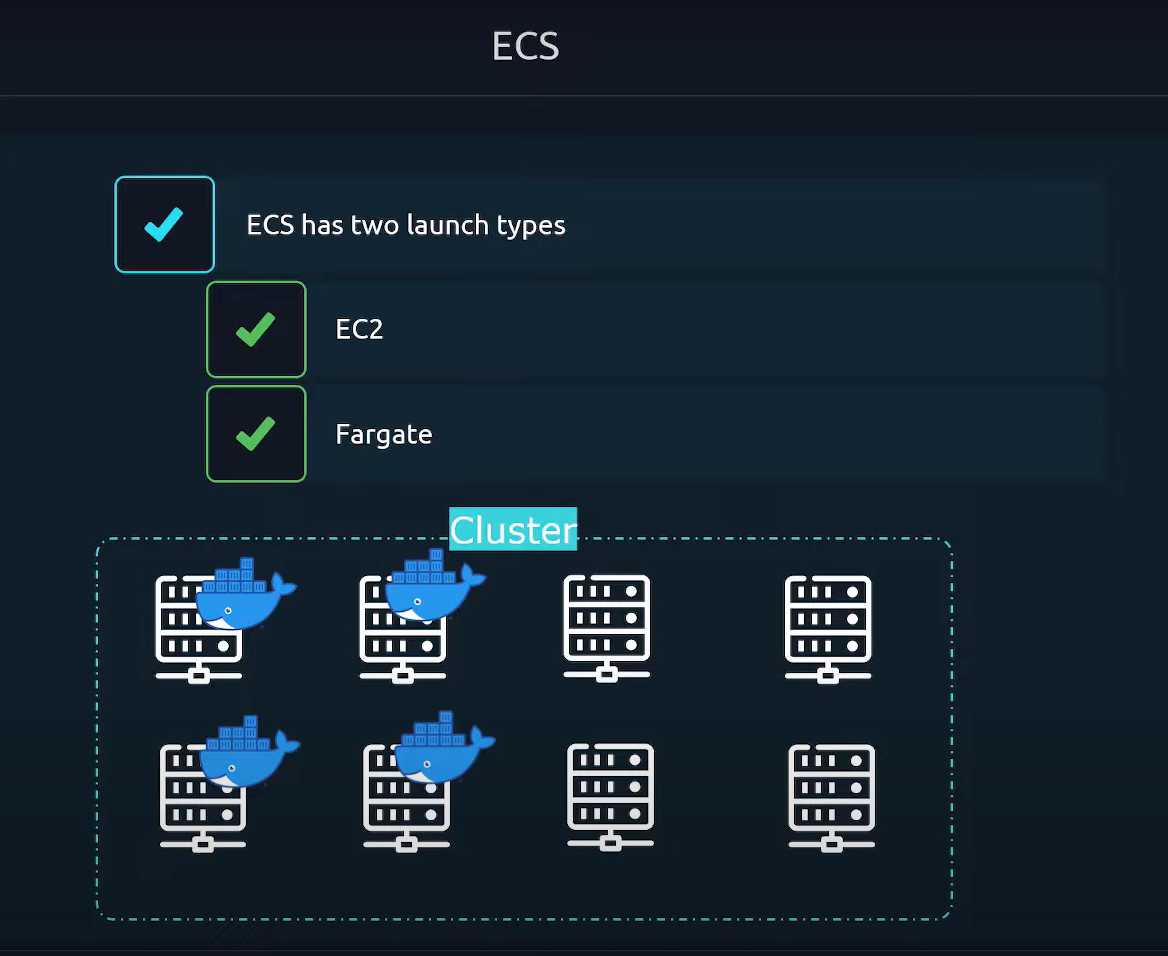 ECS
ECS has two launch types
EC2
Fargate
Cluster